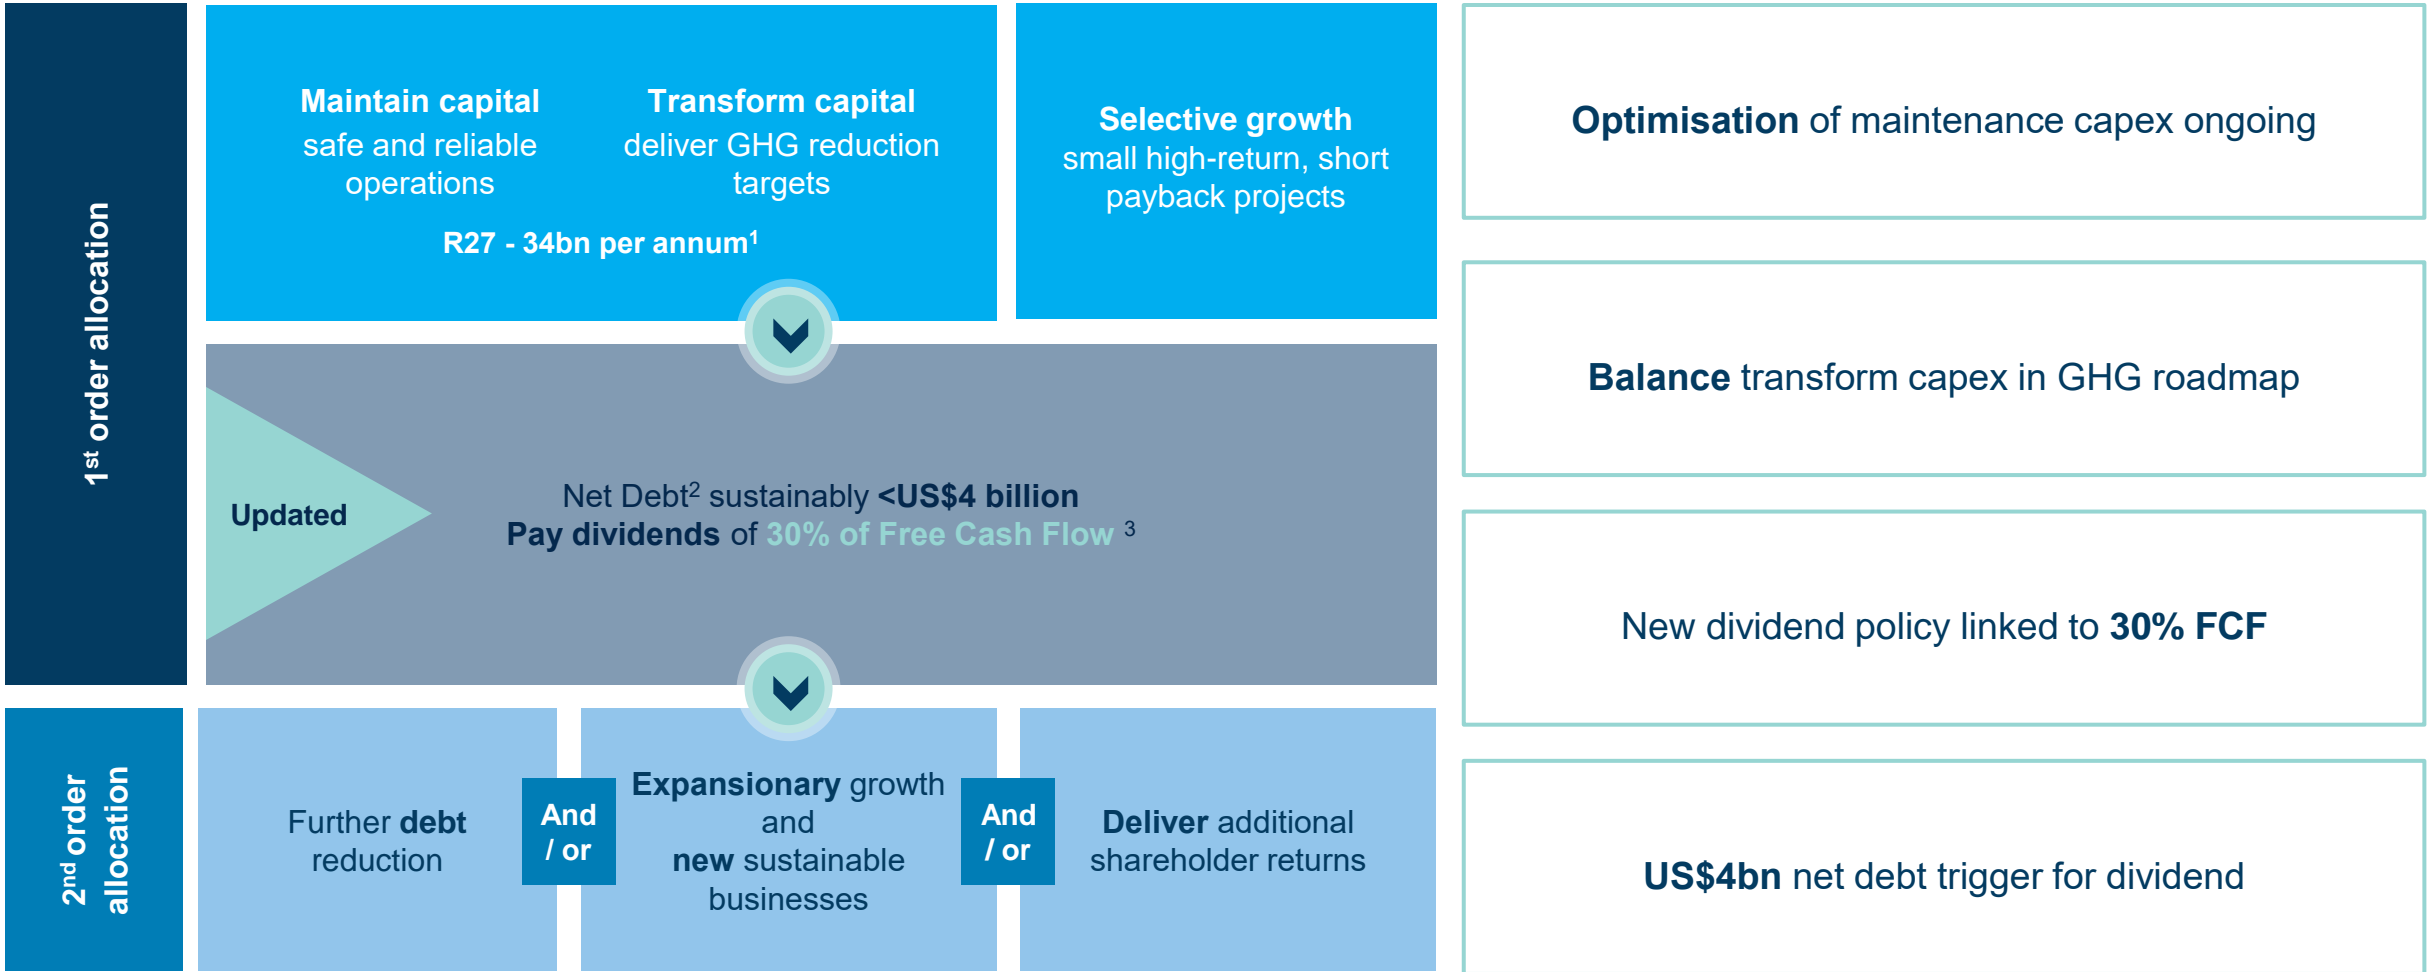 1st order allocation
Maintain capital
safe and reliable
operations
Transform capital
deliver GHG reduction
targets
R27 - 34bn per annum1
Selective growth
small high-return, short
payback projects
Updated
Net Debt2 sustainably <US$4 billion
Pay dividends of 30% of Free Cash Flow 3
2nd order
allocation
Further debt
reduction
And
/ or
Expansionary growth
and
new sustainable
businesses
And
/ or
Deliver additional
shareholder returns
Optimisation of maintenance capex ongoing
Balance transform capex in GHG roadmap
New dividend policy linked to 30% FCF
US$4bn net debt trigger for dividend